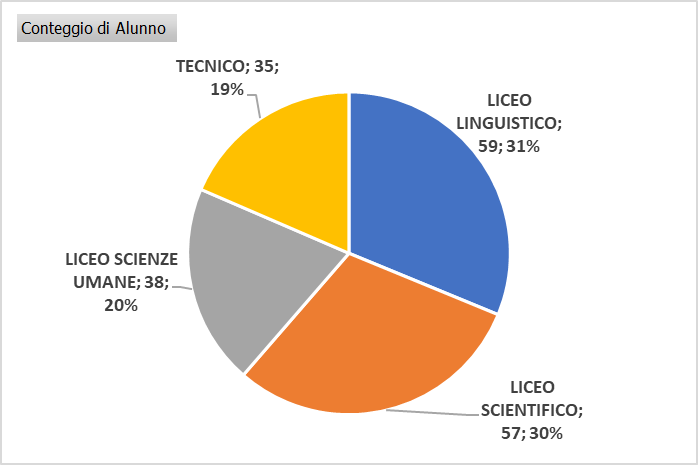 Conteggio di Alunno
TECNICO; 35;
19%
LICEO
LINGUISTICO;
59; 31%
LICEO SCIENZE
UMANE; 38;
20%
LICEO
SCIENTIFICO;
57; 30%